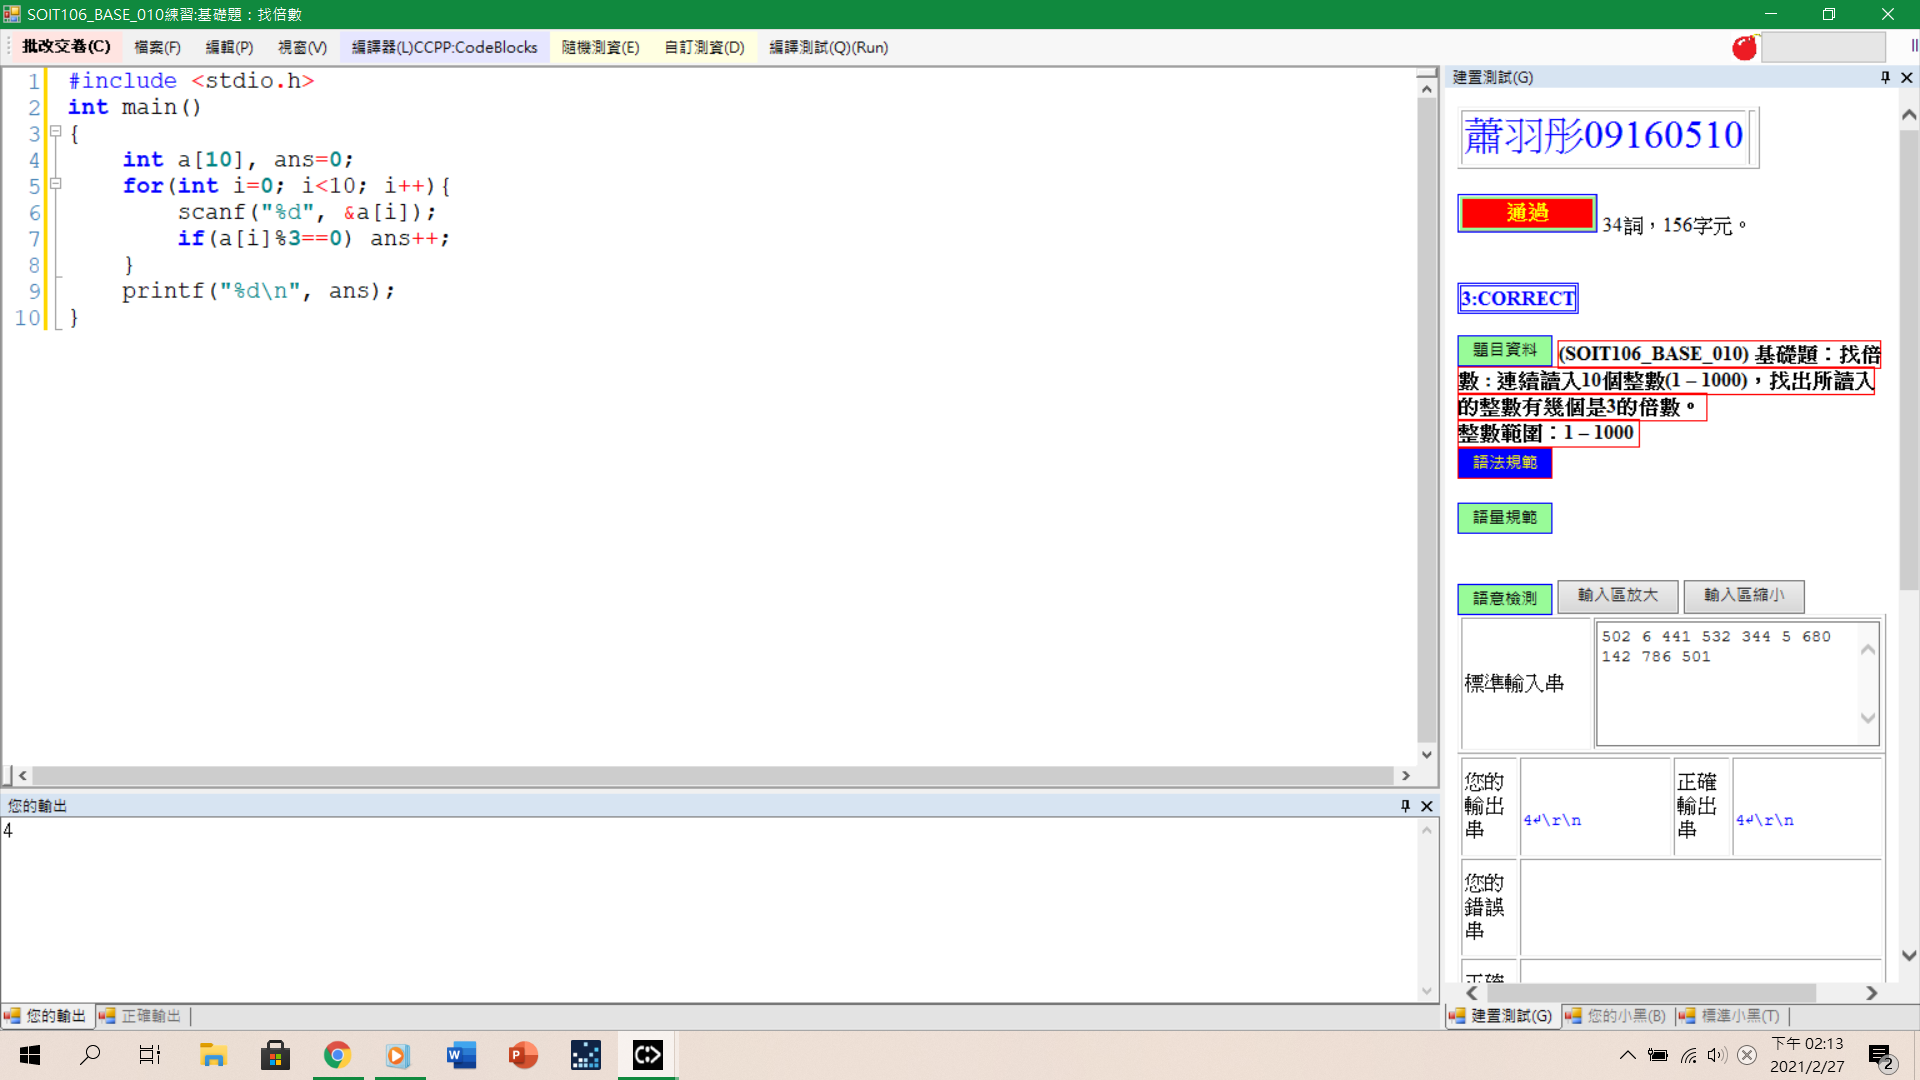 SOIT106_BASE_010練習:基礎題：找倍數
批改交卷(C) 檔案(F) 編輯(P) 視窗(V) 編譯器(L)CCPP:CodeBlocks 隨機測資(E) 自訂測資(D) 編譯測試(Q)(Run)
1 #include <stdio.h>
2 int main()
3 {
4 int a[10], ans=0;
5 for(int i=0; i<10; i++){
6 scanf("%d", &a[i]);
7 if(a[i]%3==0) ans++;
8 }
9 printf("%d\n", ans);
10 }
您的輸出
4
您的輸出 正確輸出
建置測試(G)
蕭羽彤09160510
通過 34詞，156字元。
3:CORRECT
題目資料 (SOIT106_BASE_010) 基礎題：找倍
數：連續讀入10個整數(1 – 1000)，找出所讀入
的整數有幾個是3的倍數。
整數範圍：1 – 1000
語法規範
語量規範
語意檢測 輸入區放大 輸入區縮小
標準輸入串
502 6 441 532 344 5 680
142 786 501
您的
輸出
串
4↲\r\n
正確
輸出
串
4↲\r\n
您的
錯誤
串
正確
建置測試(G) 您的小黑(B) 標準小黑(T)
下午 02:13
2021/2/27
2